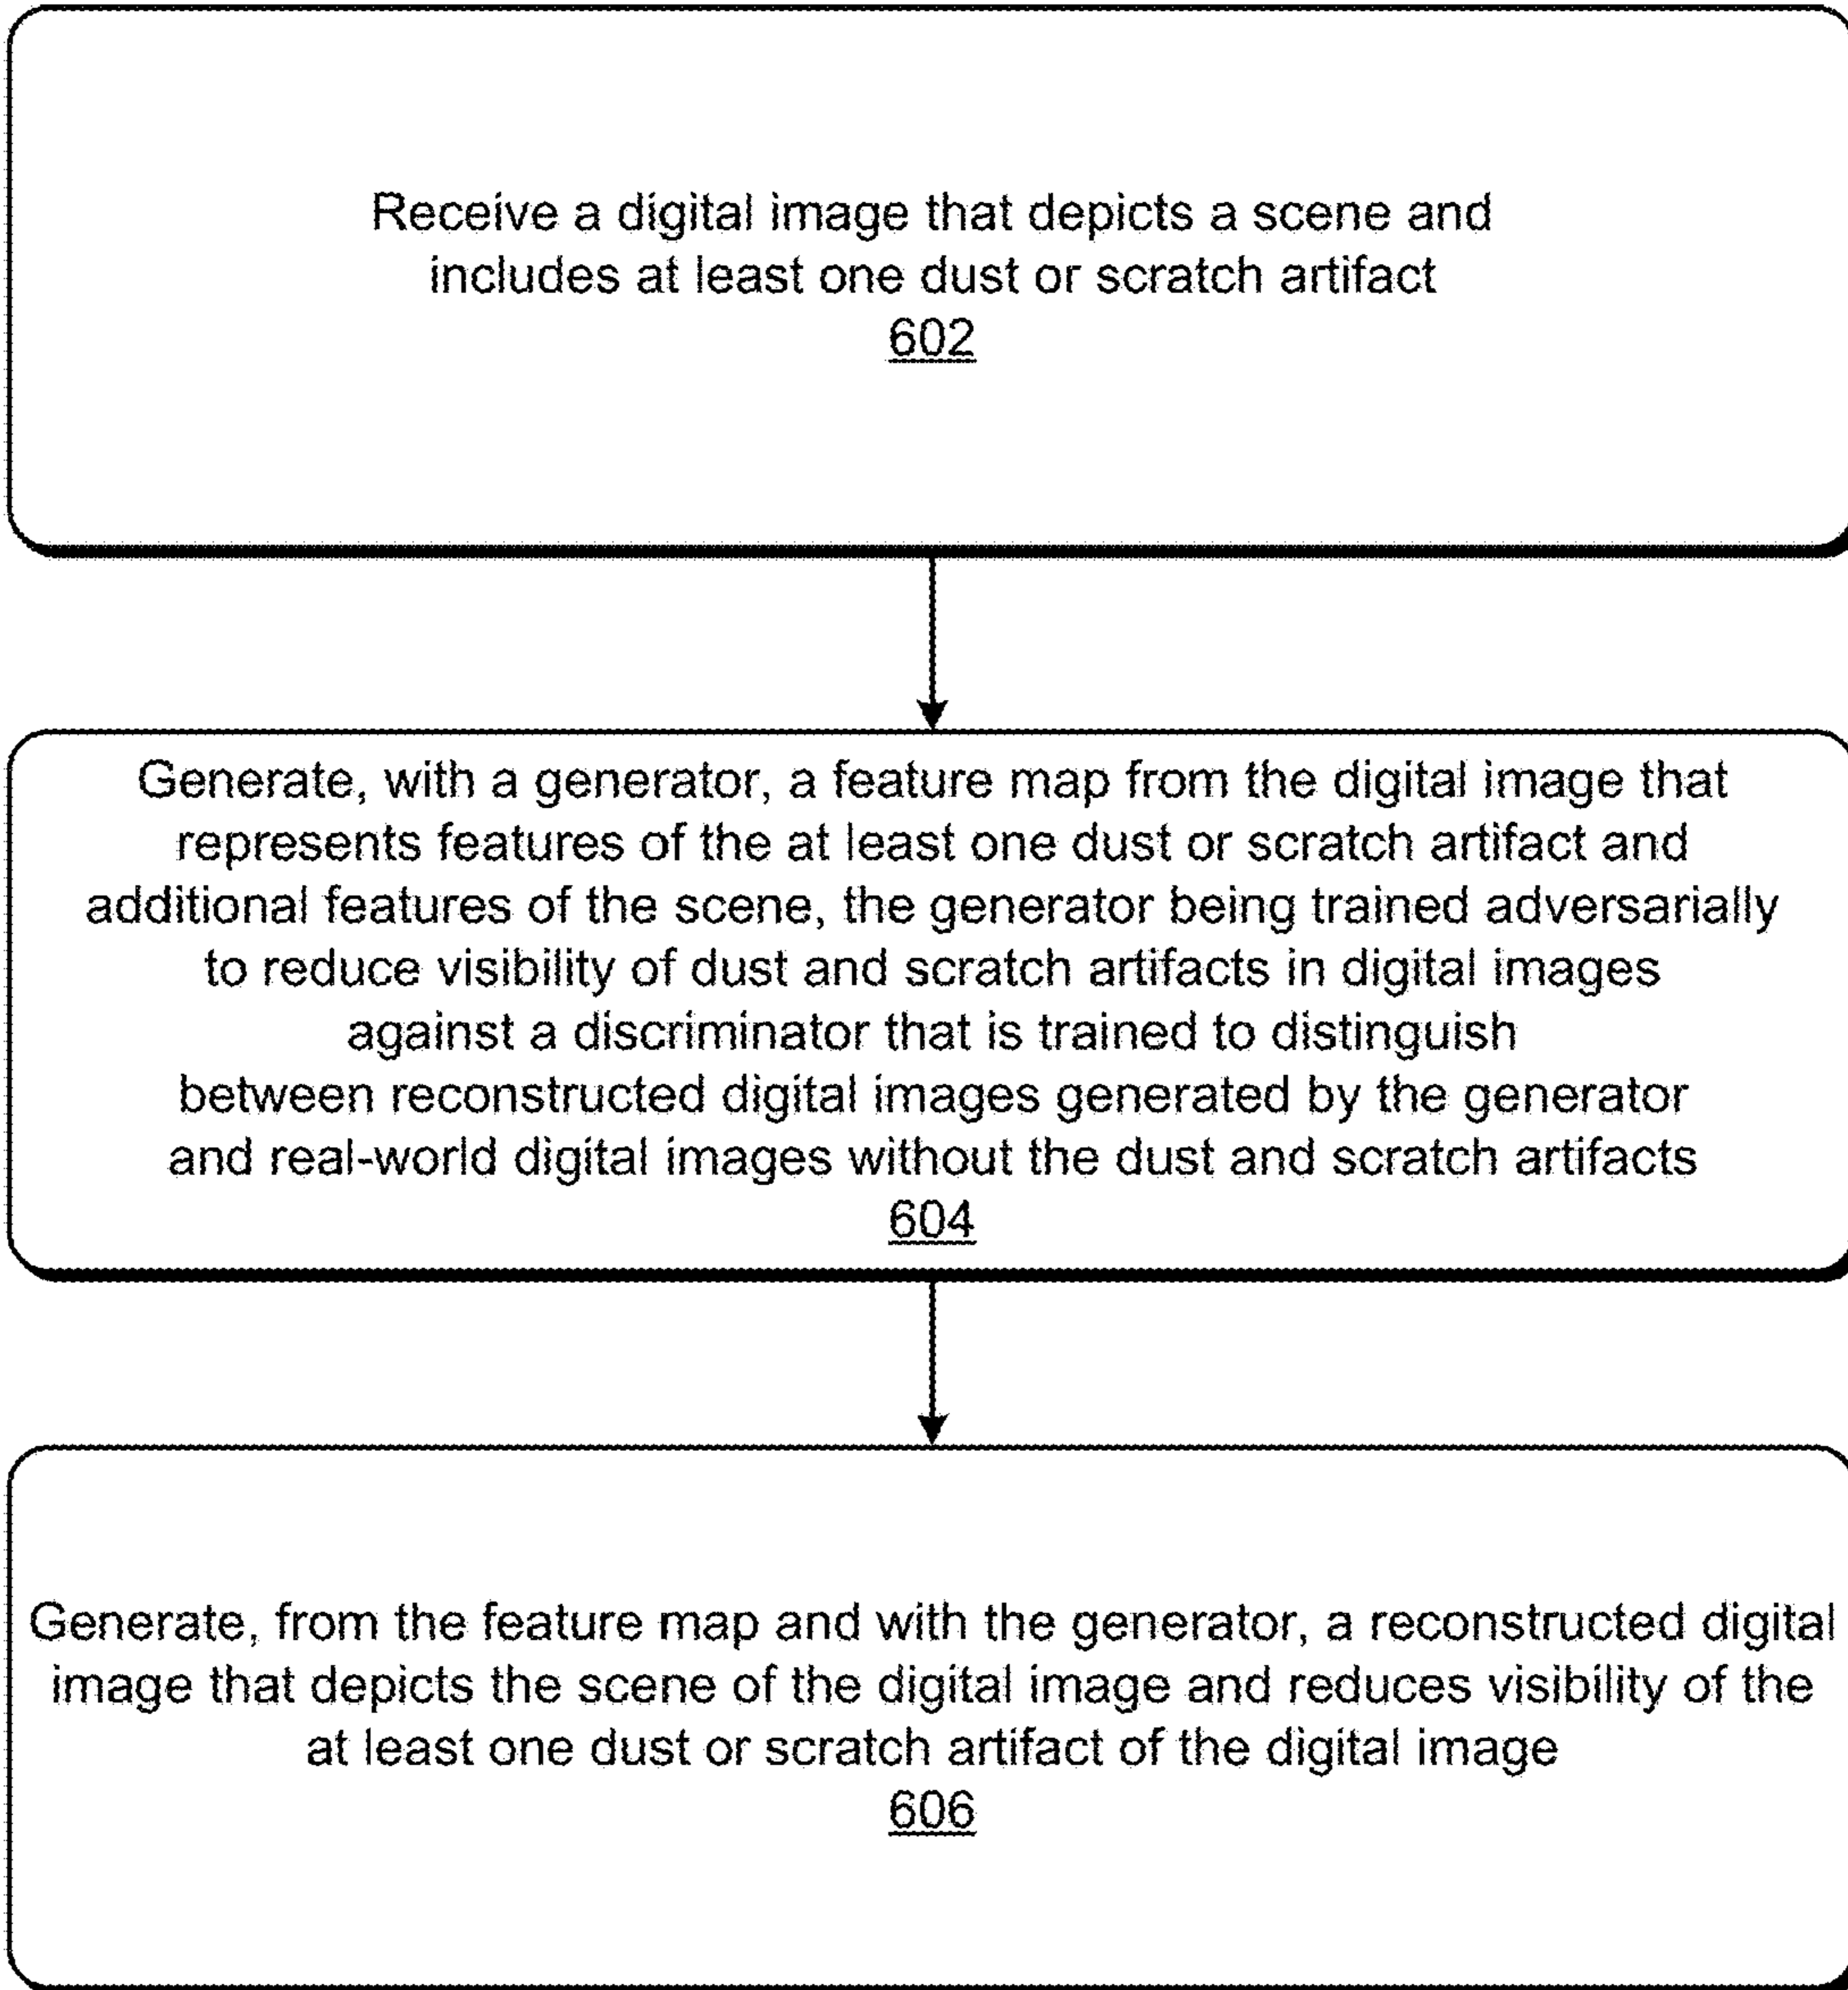 Receive a digital image that depicts a scene and
includes at least one dust or scratch artifact
602
Generate, with a generator, a feature map from the digital image that
represents features of the at least one dust or scratch artifact and
additional features of the scene, the generator being trained adversarially
to reduce visibility of dust and scratch artifacts in digital images
against a discriminator that is trained to distinguish
between reconstructed digital images generated by the generator
and real-world digital images without the dust and scratch artifacts
604
Generate, from the feature map and with the generator, a reconstructed digital
image that depicts the scene of the digital image and reduces visibility of the
at least one dust or scratch artifact of the digital image
606